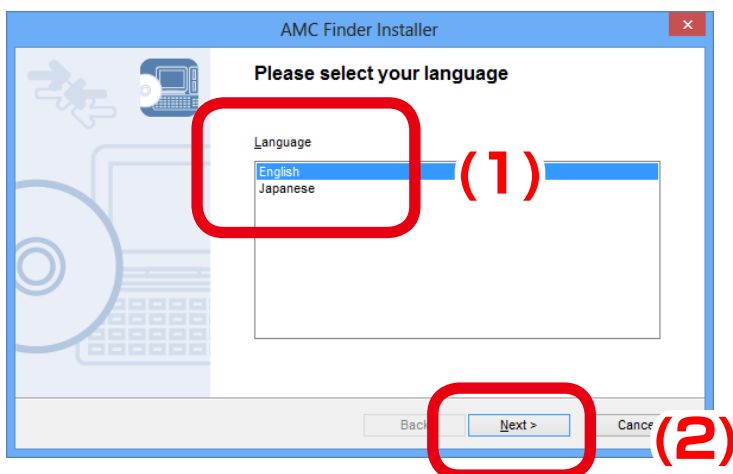 AMC Finder Installer
Please select your language
Language
English
Japanese
(1)
Back
Next >
Cance
(2)